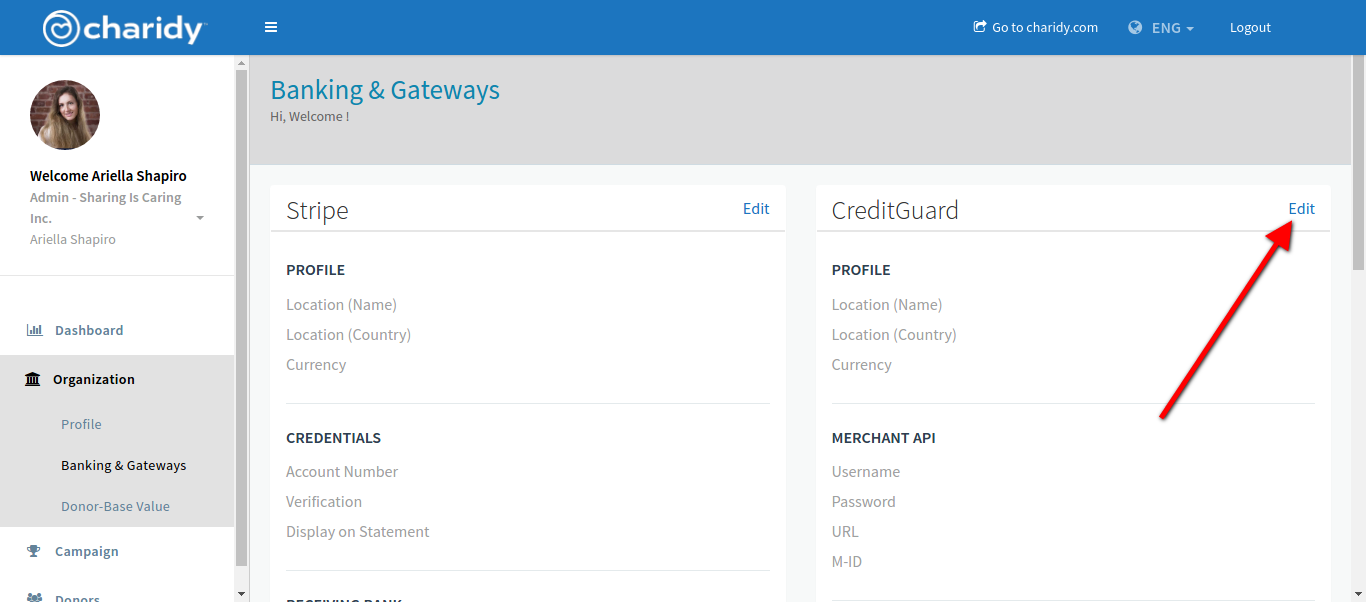 charidy
Go to charidy.com
ENG
Logout
Welcome Ariella Shapiro
Admin - Sharing Is Caring
Inc.
Ariella Shapiro
Dashboard
Organization
Profile
Banking & Gateways
Donor-Base Value
Campaign
Donors
Banking & Gateways
Hi, Welcome !
Stripe
Edit
PROFILE
Location (Name)
Location (Country)
Currency
CREDENTIALS
Account Number
Verification
Display on Statement
RECEIVING BANK
CreditGuard
Edit
PROFILE
Location (Name)
Location (Country)
Currency
MERCHANT API
Username
Password
URL
M-ID